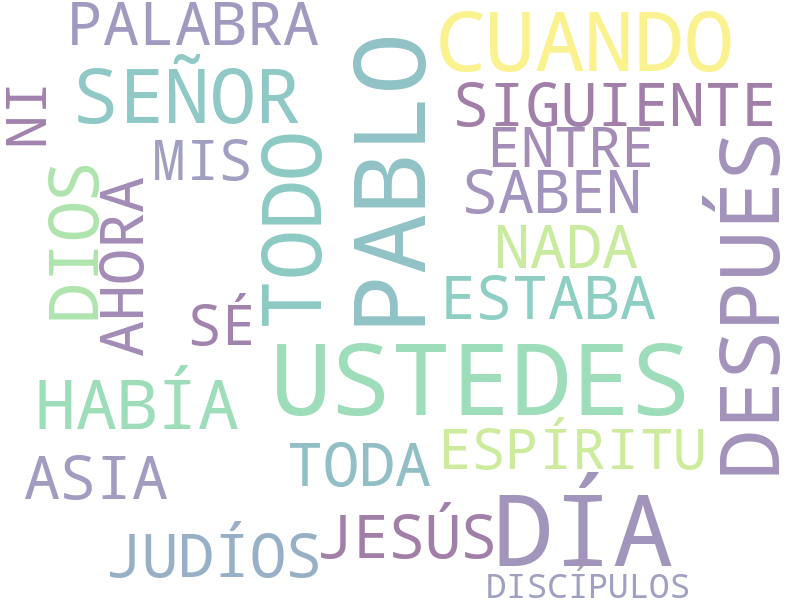 PALABRA
CUANDO
SEÑOR
PABLO
SIGUIENTE
NI
MIS
TODO
ENTRE
DESPUÉS
SABEN
DIOS
AHORA
NADA
ESTABA
SÉ
USTEDES
HABÍA
ESPÍRITU
TODA
ASIA
DÍA
JESÚS
JUDÍOS
DISCÍPULOS